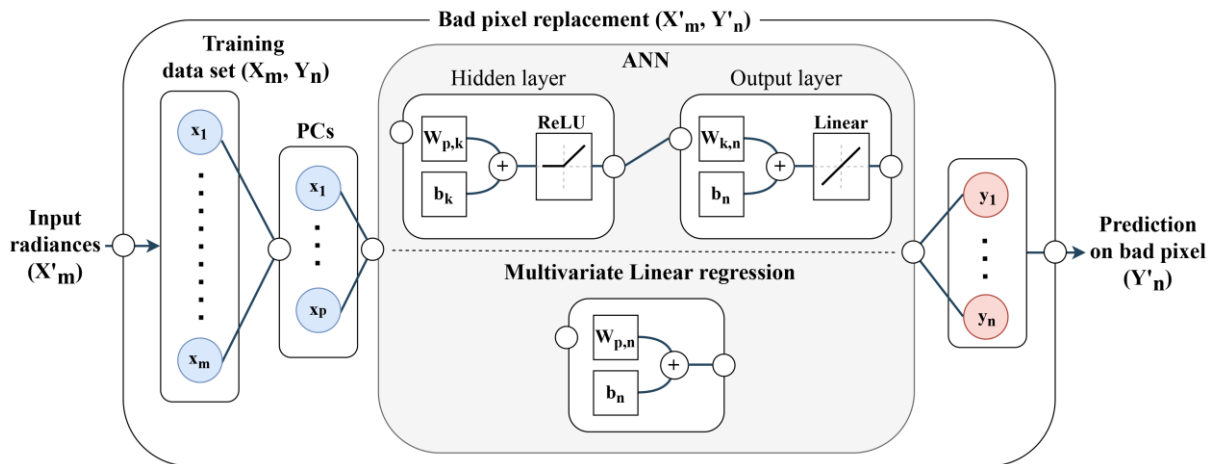 Bad pixel replacement (X'm, Y'n)
Training
data set (Xm, Yn)
x1
xm
PCs
x1
xp
Input
radiances
(X'm)
ANN
Hidden layer
Wp,k
bk
+
ReLU
Output layer
Wk,n
bn
+
Linear
Multivariate Linear regression
Wp,n
bn
+
y1
yn
Prediction
on bad pixel
(Y'n)